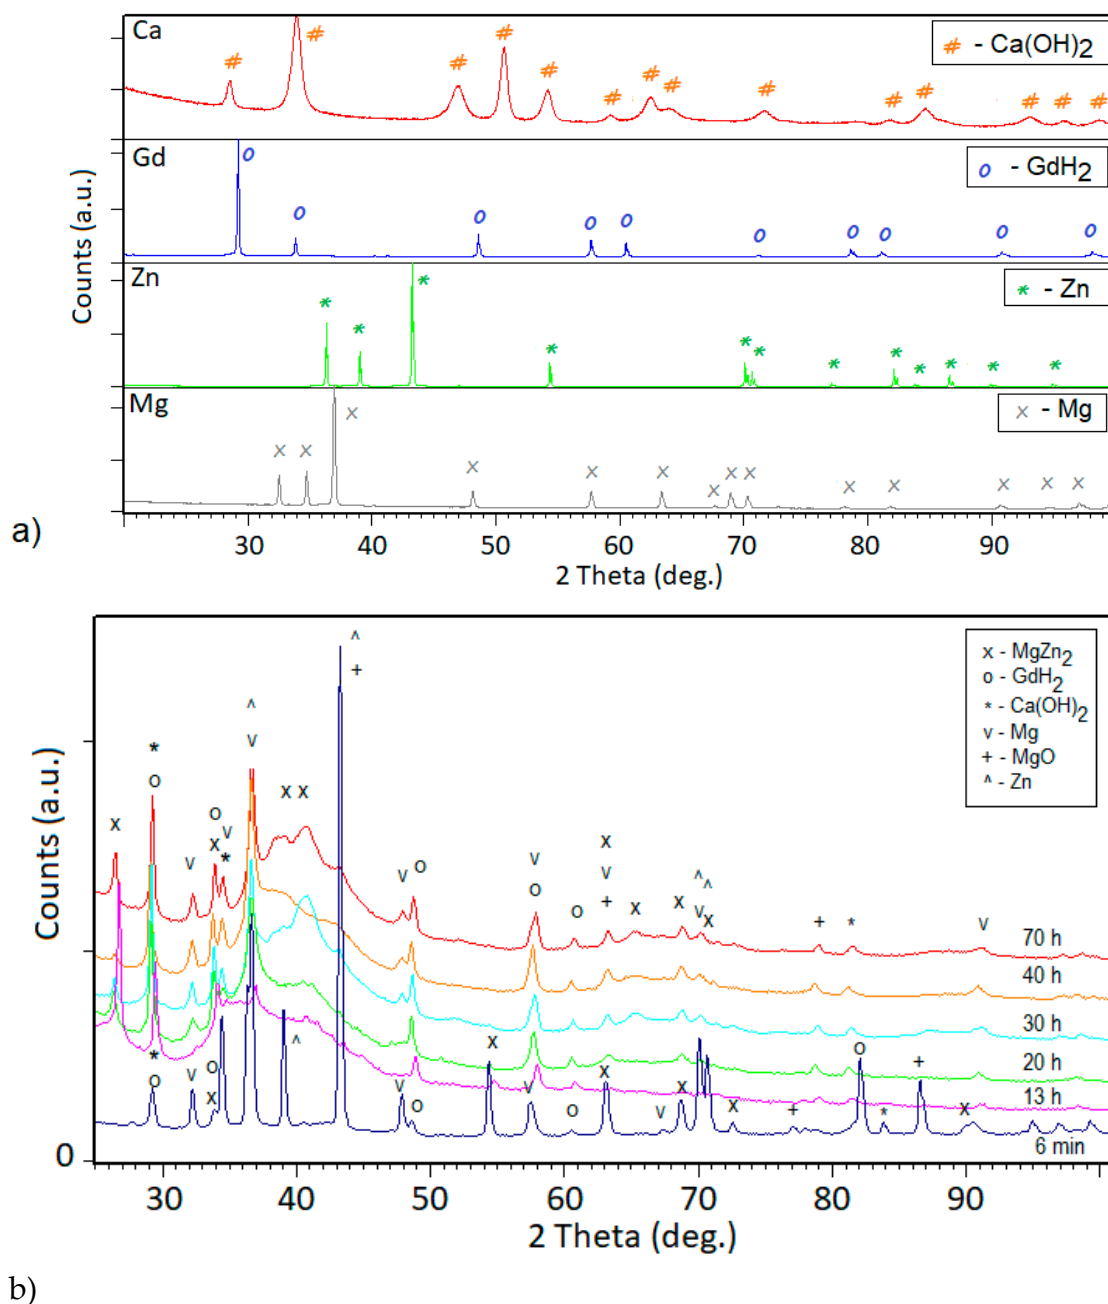 Ca
# - Ca(OH)2
Gd
o - GdH2
Zn
* - Zn
Mg
x - Mg
Counts (a.u.)
a)
30 40 50 60 70 80 90
2 Theta (deg.)
x - MgZn2
o - GdH2
* - Ca(OH)2
v - Mg
+ - MgO
^ - Zn
Counts (a.u.)
70 h
40 h
30 h
20 h
13 h
6 min
0
30 40 50 60 70 80 90
2 Theta (deg.)
b)